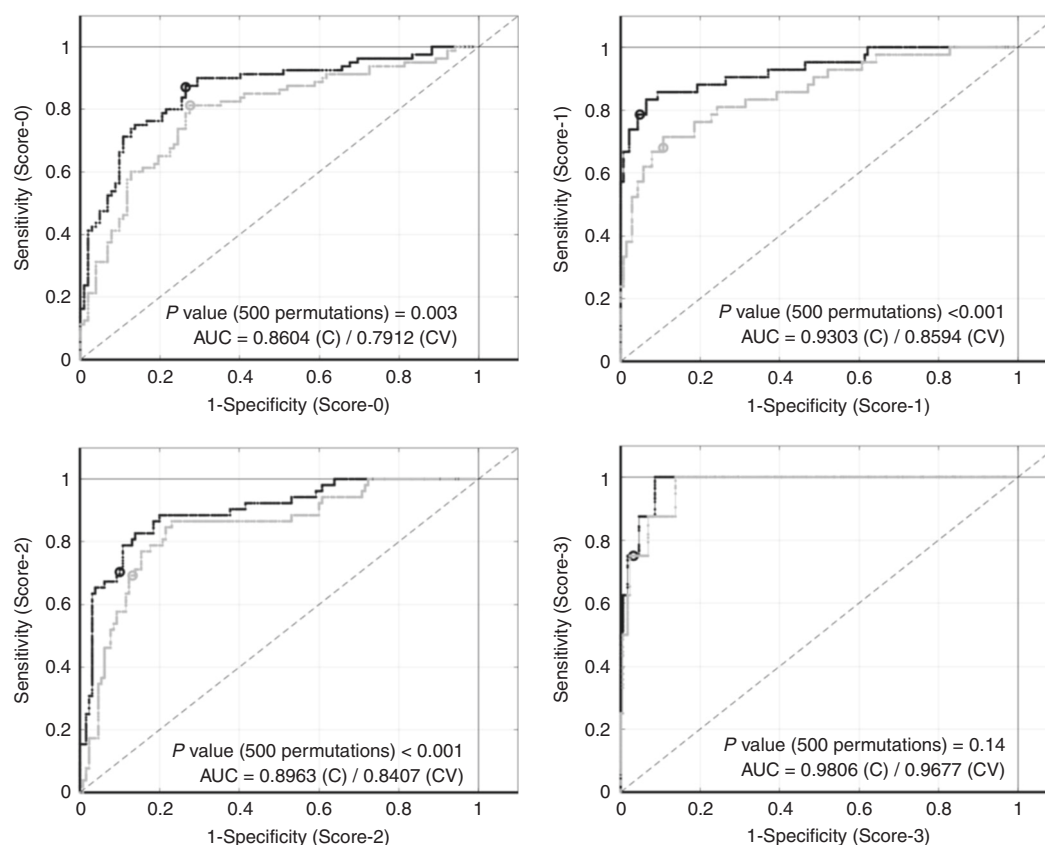 Sensitivity (Score-0)
1
0.8
0.6
0.4
0.2
0
P value (500 permutations) = 0.003
AUC = 0.8604 (C) / 0.7912 (CV)
0 0.2 0.4 0.6 0.8 1
1-Specificity (Score-0)
Sensitivity (Score-1)
1
0.8
0.6
0.4
0.2
0
P value (500 permutations) <0.001
AUC = 0.9303 (C) / 0.8594 (CV)
0 0.2 0.4 0.6 0.8 1
1-Specificity (Score-1)
Sensitivity (Score-2)
1
0.8
0.6
0.4
0.2
0
P value (500 permutations) < 0.001
AUC = 0.8963 (C) / 0.8407 (CV)
0 0.2 0.4 0.6 0.8 1
1-Specificity (Score-2)
Sensitivity (Score-3)
1
0.8
0.6
0.4
0.2
0
P value (500 permutations) = 0.14
AUC = 0.9806 (C) / 0.9677 (CV)
0 0.2 0.4 0.6 0.8 1
1-Specificity (Score-3)